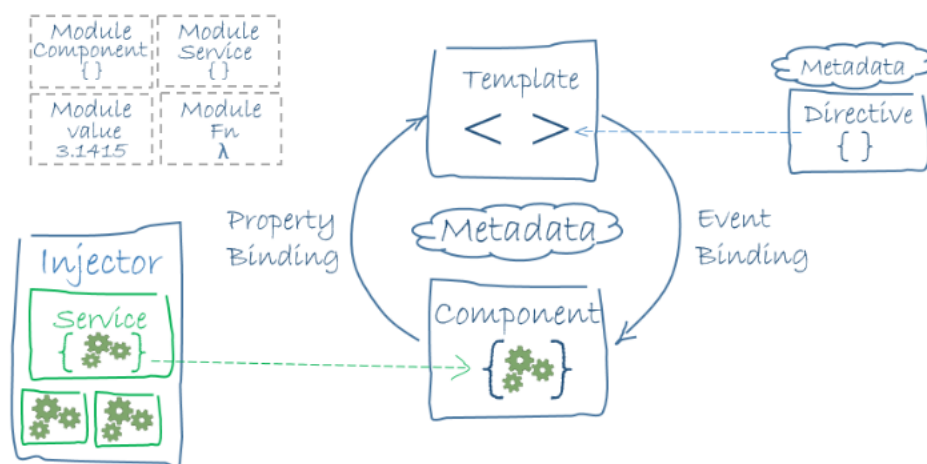 Module
Component
{ }
Module
Service
{ }
Module
value
3.1415
Module
Fn
λ
Template
< >
Metadata
Directive
{ }
Property
Binding
Metadata
Event
Binding
Injector
Service
{ }
Component
{ }